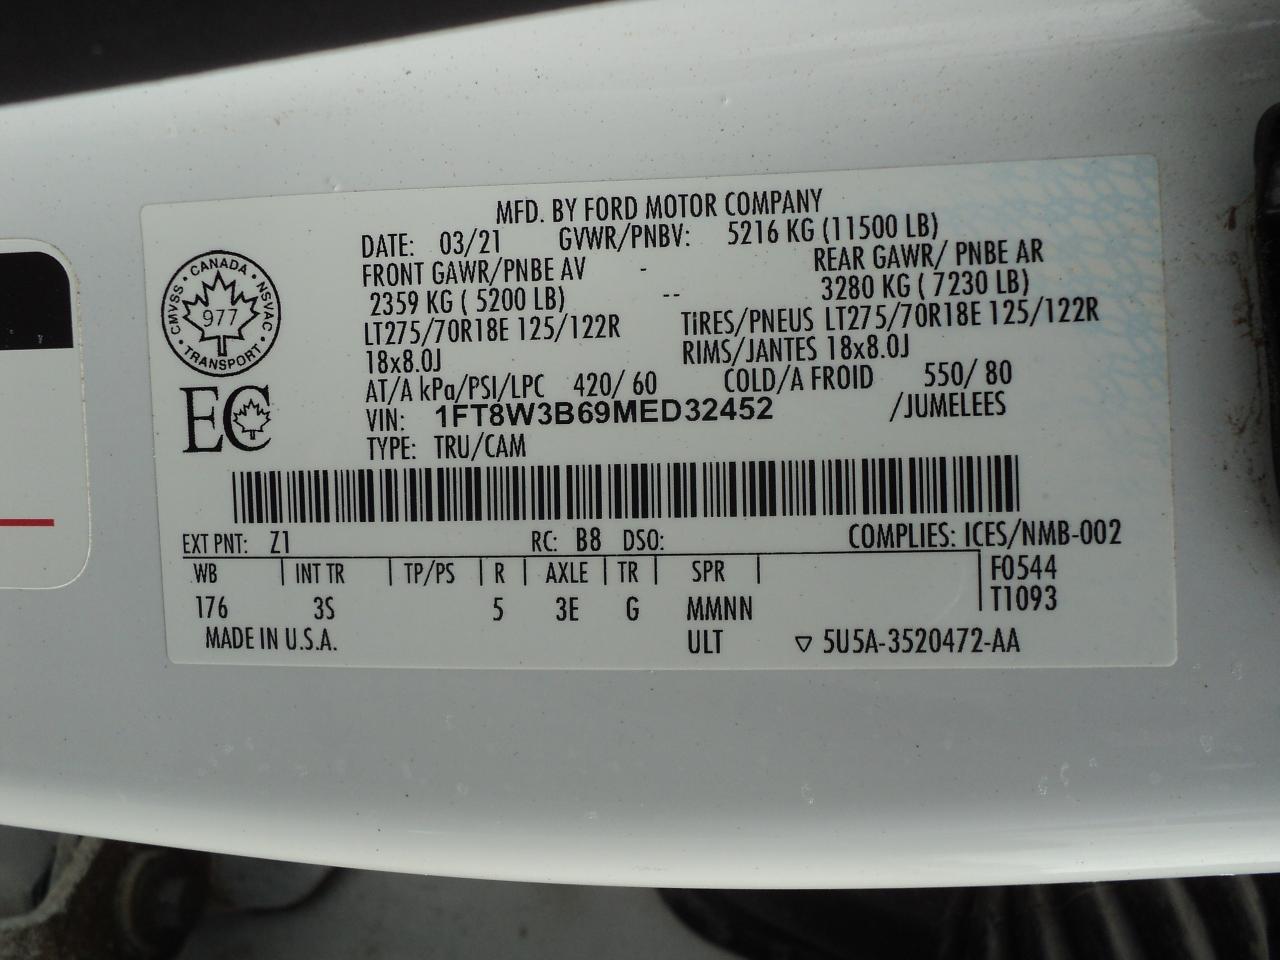 MFD. BY FORD MOTOR COMPANY
DATE: 03/21 GVWR/PNBV: 5216 KG (11500 LB)
FRONT GAWR/PNBE AV - REAR GAWR/ PNBE AR
2359 KG ( 5200 LB) -- 3280 KG ( 7230 LB)
LT275/70R18E 125/122R TIRES/PNEUS LT275/70R18E 125/122R
18x8.0J RIMS/JANTES 18x8.0J
AT/A kPa/PSI/LPC 420/ 60 COLD/A FROID 550/ 80
VIN: 1FT8W3B69MED32452 /JUMELEES
TYPE: TRU/CAM
CMVSS · CANADA · NSVAC · TRANSPORT ·
977
EC
EXT PNT: Z1 RC: B8 DSO: COMPLIES: ICES/NMB-002
WB INT TR TP/PS R AXLE TR SPR F0544
176 3S 5 3E G MMNN T1093
MADE IN U.S.A. ULT ▽ 5U5A-3520472-AA